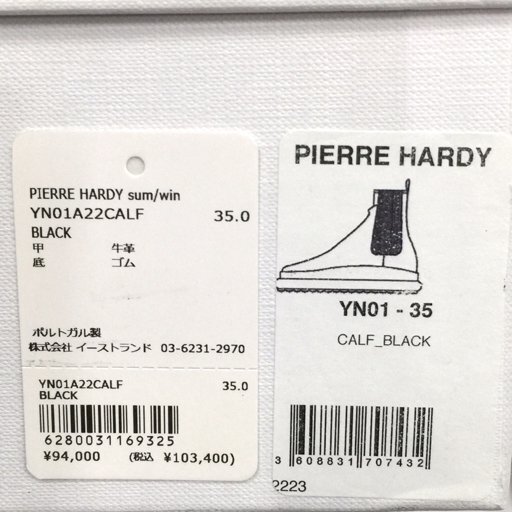 PIERRE HARDY sum/win
YN01A22CALF 35.0
BLACK
甲 牛革
底 ゴム
ポルトガル製
株式会社 イーストランド 03-6231-2970
YN01A22CALF 35.0
BLACK
6280031169325
¥94,000 (税込 ¥103,400)
PIERRE HARDY
YN01 - 35
CALF_BLACK
3 608831 707432
2223